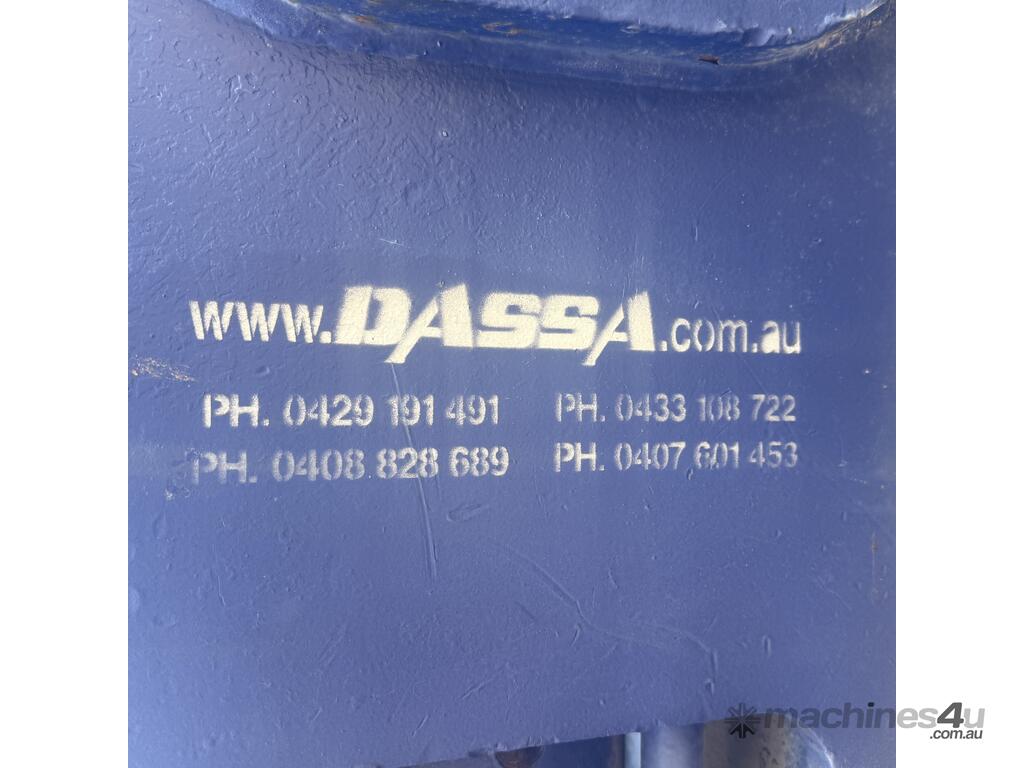 www.DASSA.com.au
PH. 0429 191 491 PH. 0433 108 722
PH. 0408 828 689 PH. 0407 601 453
machines4u
.com.au